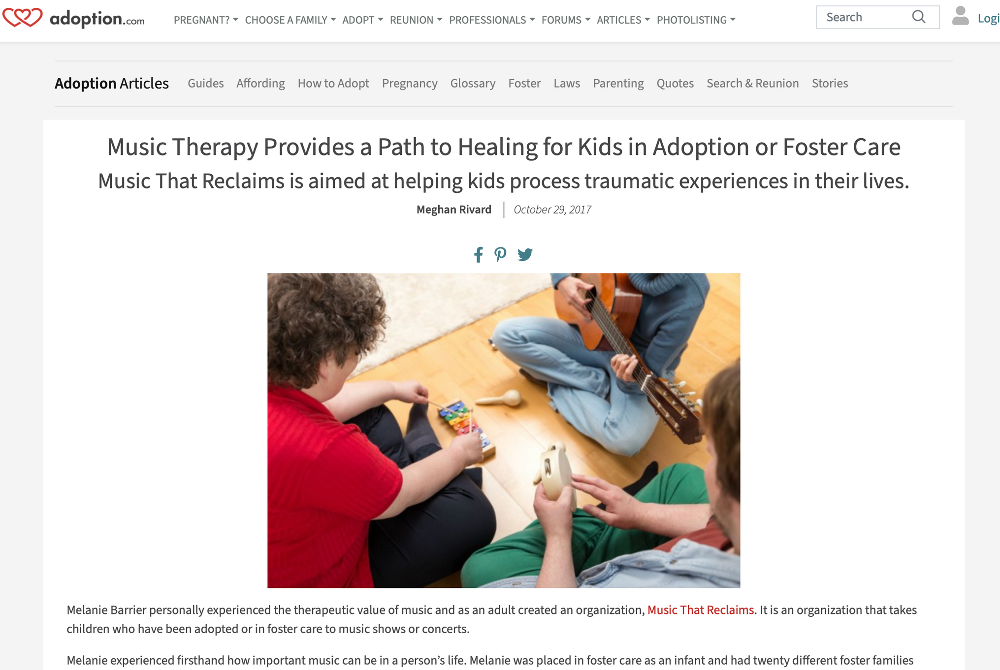 adoption.com
PREGNANT? CHOOSE A FAMILY ADOPT REUNION PROFESSIONALS FORUMS ARTICLES PHOTOLISTING
Search
Logi
Adoption Articles Guides Affording How to Adopt Pregnancy Glossary Foster Laws Parenting Quotes Search & Reunion Stories
Music Therapy Provides a Path to Healing for Kids in Adoption or Foster Care
Music That Reclaims is aimed at helping kids process traumatic experiences in their lives.
Meghan Rivard | October 29, 2017
Melanie Barrier personally experienced the therapeutic value of music and as an adult created an organization, Music That Reclaims. It is an organization that takes
children who have been adopted or in foster care to music shows or concerts.
Melanie experienced firsthand how important music can be in a person’s life. Melanie was placed in foster care as an infant and had twenty different foster families